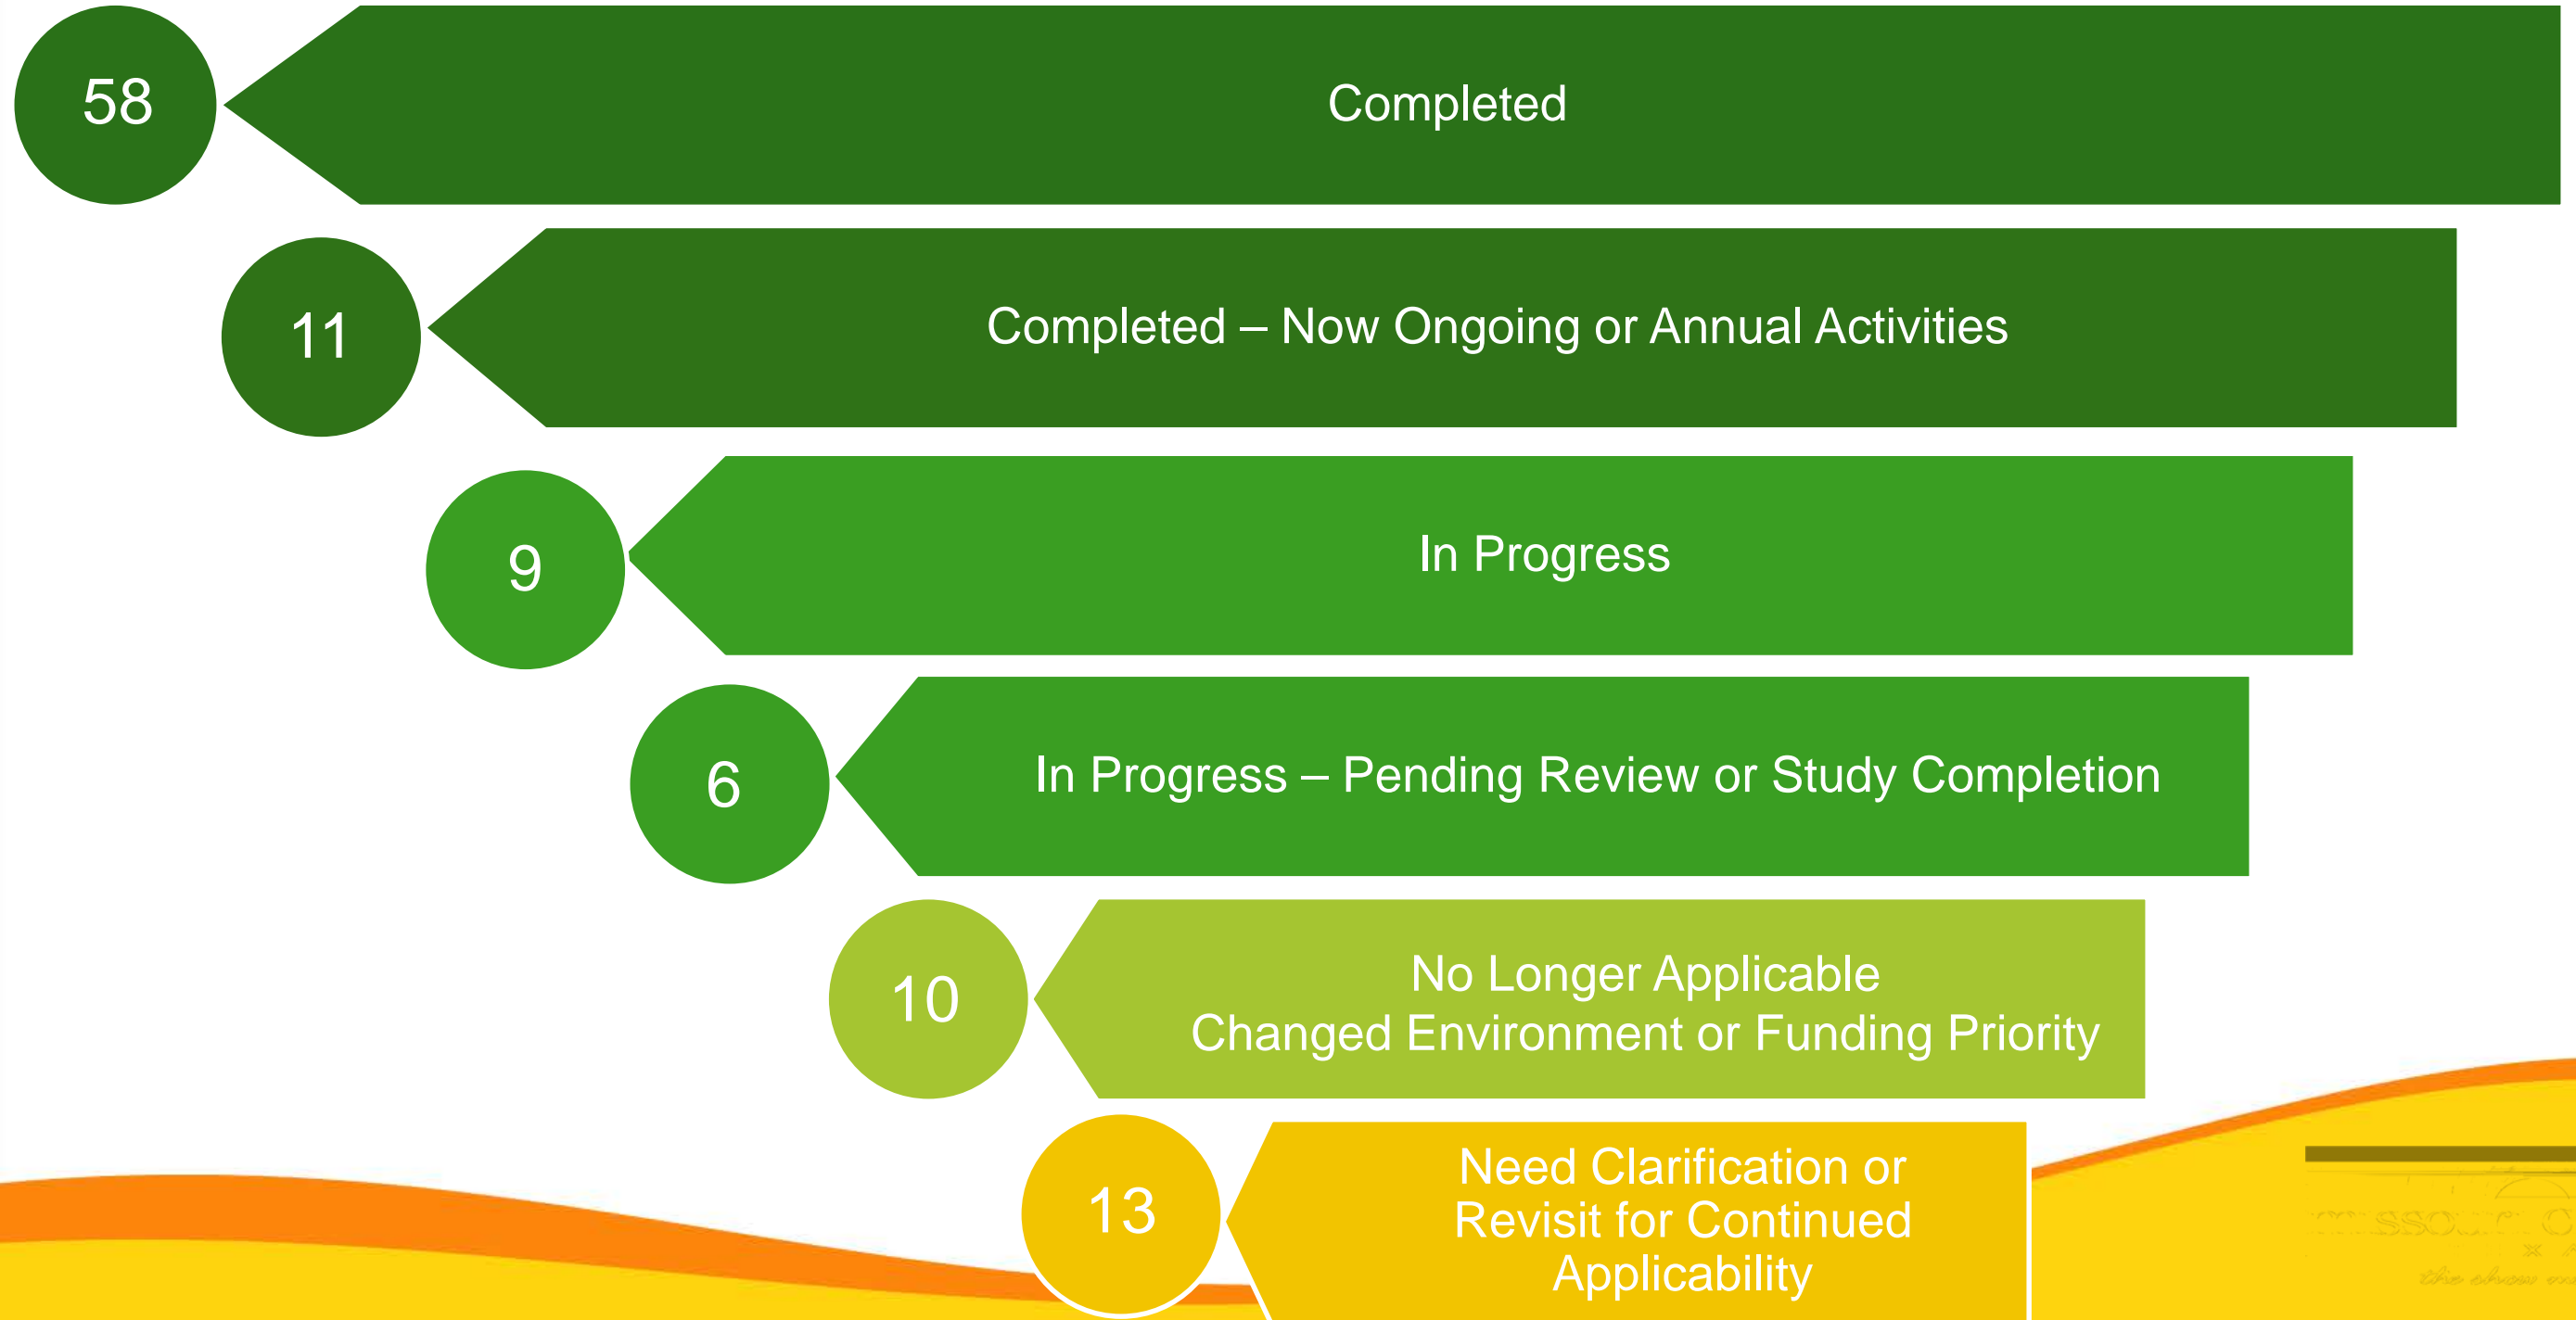 58
Completed
11
Completed – Now Ongoing or Annual Activities
9
In Progress
6
In Progress – Pending Review or Study Completion
10
No Longer Applicable
Changed Environment or Funding Priority
13
Need Clarification or
Revisit for Continued
Applicability